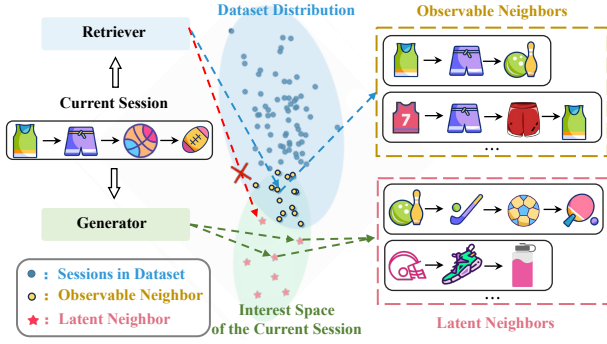 Dataset Distribution
Observable Neighbors
Retriever
Current Session
7
...
Generator
● : Sessions in Dataset
: Observable Neighbor
★ : Latent Neighbor
Interest Space
of the Current Session
...
Latent Neighbors